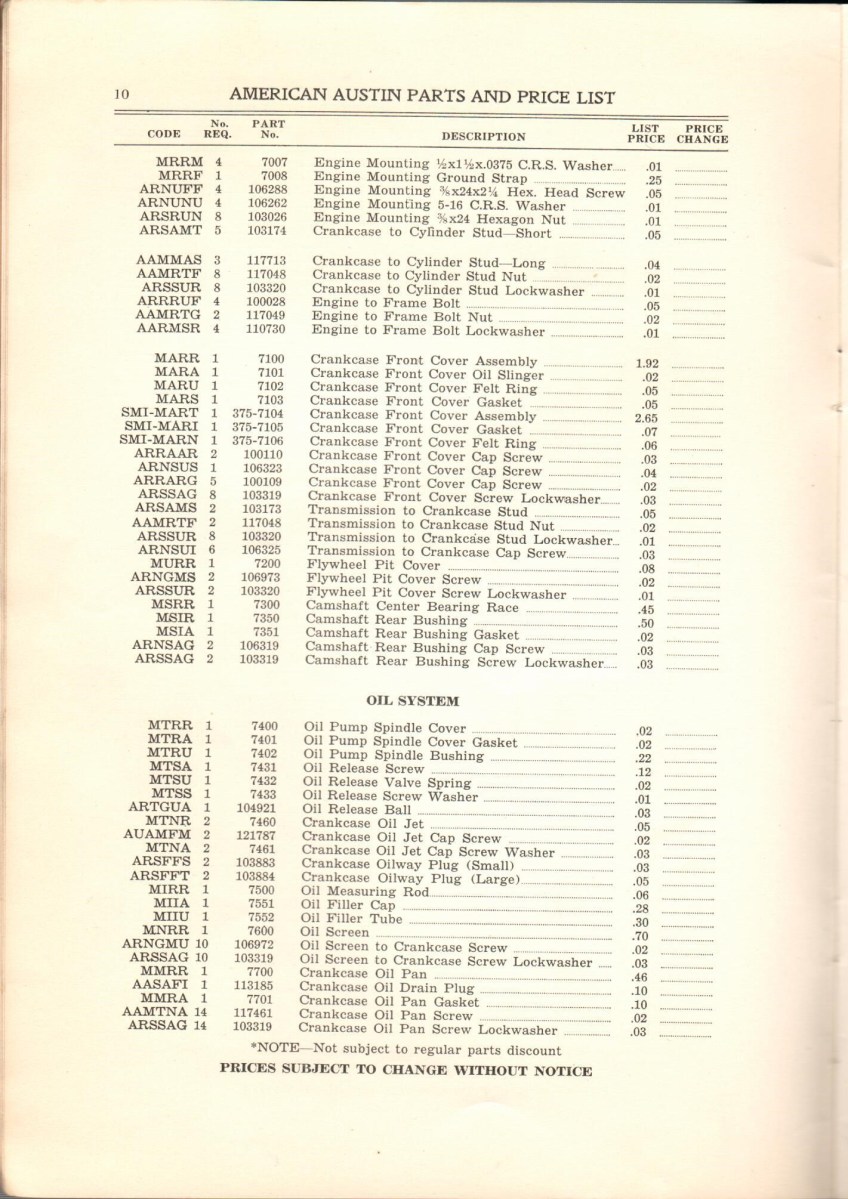 10 AMERICAN AUSTIN PARTS AND PRICE LIST
CODE No. REQ. PART No. DESCRIPTION LIST PRICE PRICE CHANGE
MRRM 4 7007 Engine Mounting ½x1½x.0375 C.R.S. Washer .01
MRRF 1 7008 Engine Mounting Ground Strap .25
ARNUFF 4 106288 Engine Mounting ⅜x24x2¼ Hex. Head Screw .05
ARNUNU 4 106262 Engine Mounting 5-16 C.R.S. Washer .01
ARSRUN 8 103026 Engine Mounting ⅜x24 Hexagon Nut .01
ARSAMT 5 103174 Crankcase to Cylinder Stud—Short .05
AAMMAS 3 117713 Crankcase to Cylinder Stud—Long .04
AAMRTF 8 117048 Crankcase to Cylinder Stud Nut .02
ARSSUR 8 103320 Crankcase to Cylinder Stud Lockwasher .01
ARRRUF 4 100028 Engine to Frame Bolt .05
AAMRTG 2 117049 Engine to Frame Bolt Nut .02
AARMSR 4 110730 Engine to Frame Bolt Lockwasher .01
MARR 1 7100 Crankcase Front Cover Assembly 1.92
MARA 1 7101 Crankcase Front Cover Oil Slinger .02
MARU 1 7102 Crankcase Front Cover Felt Ring .05
MARS 1 7103 Crankcase Front Cover Gasket .05
SMI-MART 1 375-7104 Crankcase Front Cover Assembly 2.65
SMI-MARI 1 375-7105 Crankcase Front Cover Gasket .07
SMI-MARN 1 375-7106 Crankcase Front Cover Felt Ring .06
ARRAAR 2 100110 Crankcase Front Cover Cap Screw .03
ARNSUS 1 106323 Crankcase Front Cover Cap Screw .04
ARRARG 5 100109 Crankcase Front Cover Cap Screw .02
ARSSAG 8 103319 Crankcase Front Cover Screw Lockwasher .03
ARSAMS 2 103173 Transmission to Crankcase Stud .05
AAMRTF 2 117048 Transmission to Crankcase Stud Nut .02
ARSSUR 8 103320 Transmission to Crankcase Stud Lockwasher .01
ARNSUI 6 106325 Transmission to Crankcase Cap Screw .03
MURR 1 7200 Flywheel Pit Cover .08
ARNGMS 2 106973 Flywheel Pit Cover Screw .02
ARSSUR 2 103320 Flywheel Pit Cover Screw Lockwasher .01
MSRR 1 7300 Camshaft Center Bearing Race .45
MSIR 1 7350 Camshaft Rear Bushing .50
MSIA 1 7351 Camshaft Rear Bushing Gasket .02
ARNSAG 2 106319 Camshaft Rear Bushing Cap Screw .03
ARSSAG 2 103319 Camshaft Rear Bushing Screw Lockwasher .03
OIL SYSTEM
MTRR 1 7400 Oil Pump Spindle Cover .02
MTRA 1 7401 Oil Pump Spindle Cover Gasket .02
MTRU 1 7402 Oil Pump Spindle Bushing .22
MTSA 1 7431 Oil Release Screw .12
MTSU 1 7432 Oil Release Valve Spring .02
MTSS 1 7433 Oil Release Screw Washer .01
ARTGUA 1 104921 Oil Release Ball .03
MTNR 2 7460 Crankcase Oil Jet .05
AUAMFM 2 121787 Crankcase Oil Jet Cap Screw .02
MTNA 2 7461 Crankcase Oil Jet Cap Screw Washer .03
ARSFFS 2 103883 Crankcase Oilway Plug (Small) .03
ARSFFT 2 103884 Crankcase Oilway Plug (Large) .05
MIRR 1 7500 Oil Measuring Rod .06
MIIA 1 7551 Oil Filler Cap .28
MIIU 1 7552 Oil Filler Tube .30
MNRR 1 7600 Oil Screen .70
ARNGMU 10 106972 Oil Screen to Crankcase Screw .02
ARSSAG 10 103319 Oil Screen to Crankcase Screw Lockwasher .03
MMRR 1 7700 Crankcase Oil Pan .46
AASAFI 1 113185 Crankcase Oil Drain Plug .10
MMRA 1 7701 Crankcase Oil Pan Gasket .10
AAMTNA 14 117461 Crankcase Oil Pan Screw .02
ARSSAG 14 103319 Crankcase Oil Pan Screw Lockwasher .03
*NOTE—Not subject to regular parts discount
PRICES SUBJECT TO CHANGE WITHOUT NOTICE